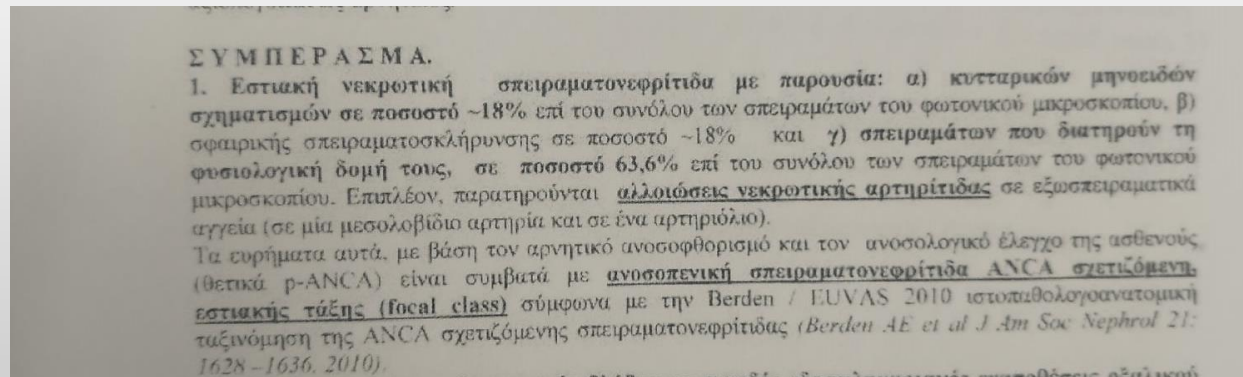 ΣΥΜΠΕΡΑΣΜΑ.
1. Εστιακή νεκρωτική σπειραματονεφρίτιδα με παρουσία: α) κυτταρικών μηνοειδών
σχηματισμών σε ποσοστό ~18% επί του συνόλου των σπειραμάτων του φωτονικού μικροσκοπίου, β)
σφαιρικής σπειραματοσκλήρυνσης σε ποσοστό ~18% και γ) σπειραμάτων που διατηρούν τη
φυσιολογική δομή τους, σε ποσοστό 63,6% επί του συνόλου των σπειραμάτων του φωτονικού
μικροσκοπίου. Επιπλέον, παρατηρούνται αλλοιώσεις νεκρωτικής αρτηρίτιδας σε εξωσπειραματικά
αγγεία (σε μία μεσολοβίδιο αρτηρία και σε ένα αρτηριόλιο).
Τα ευρήματα αυτά, με βάση τον αρνητικό ανοσοφθορισμό και τον ανοσολογικό έλεγχο της ασθενούς
(θετικά p-ANCA) είναι συμβατά με ανοσοπενική σπειραματονεφρίτιδα ANCA σχετιζόμενη,
εστιακής τάξης (focal class) σύμφωνα με την Berden / EUVAS 2010 ιστοπαθολογοανατομική
ταξινόμηση της ANCA σχετιζόμενης σπειραματονεφρίτιδας (Berden AE et al J Am Soc Nephrol 21:
1628–1636, 2010).